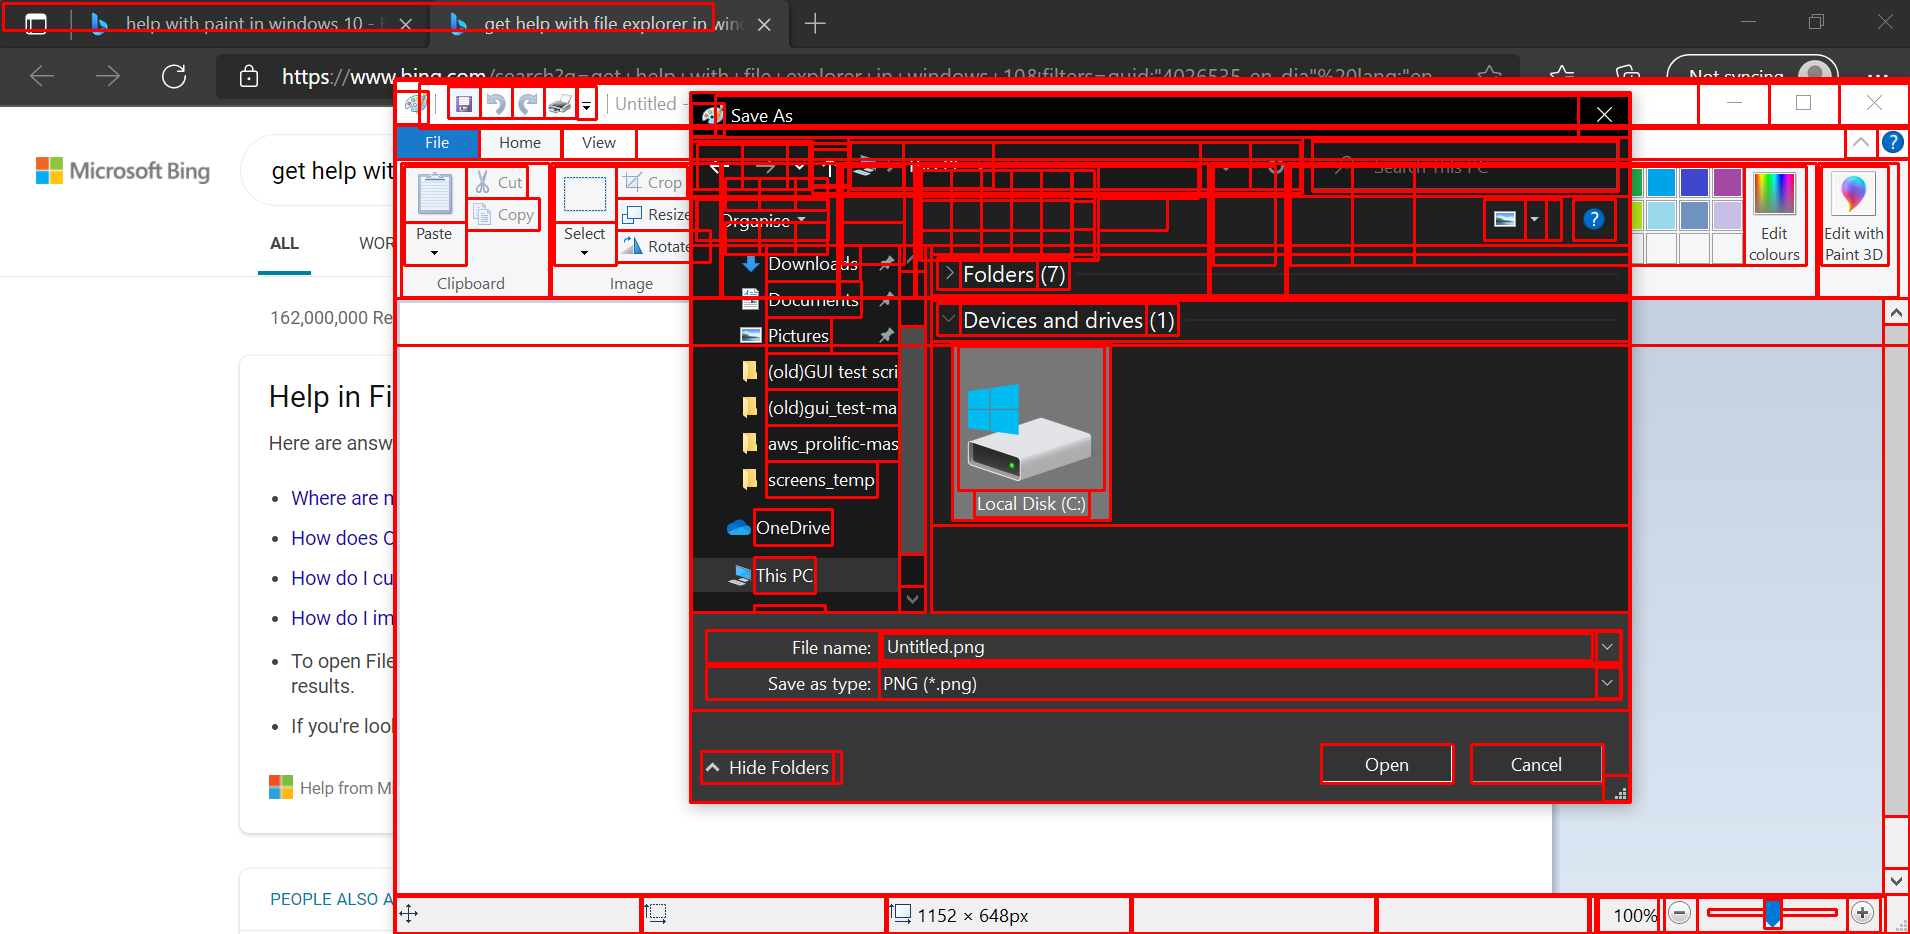 help with paint in windows 10 -
get help with file explorer in win
https://www.bing.com/search?q=get+help+with+file+explorer+in+windows+10&filters=guid:"4026535-en-dia"%20lang:"en
Not syncing
Microsoft Bing
get help wit
ALL
WOR
162,000,000 Re
Help in Fi
Here are answ
Where are m
How does C
How do I cu
How do I im
To open File
results.
If you're look
Help from Mi
PEOPLE ALSO A
Untitled -
File
Home
View
Paste
Cut
Copy
Clipboard
Select
Crop
Resize
Rotate
Image
Edit
colours
Edit with
Paint 3D
Save As
Search This PC
Organise
Downloads
Documents
Pictures
(old)GUI test scri
(old)gui_test-ma
aws_prolific-mas
screens_temp
OneDrive
This PC
Folders (7)
Devices and drives (1)
Local Disk (C:)
File name: Untitled.png
Save as type: PNG (*.png)
Hide Folders
Open
Cancel
1152 × 648px
100%